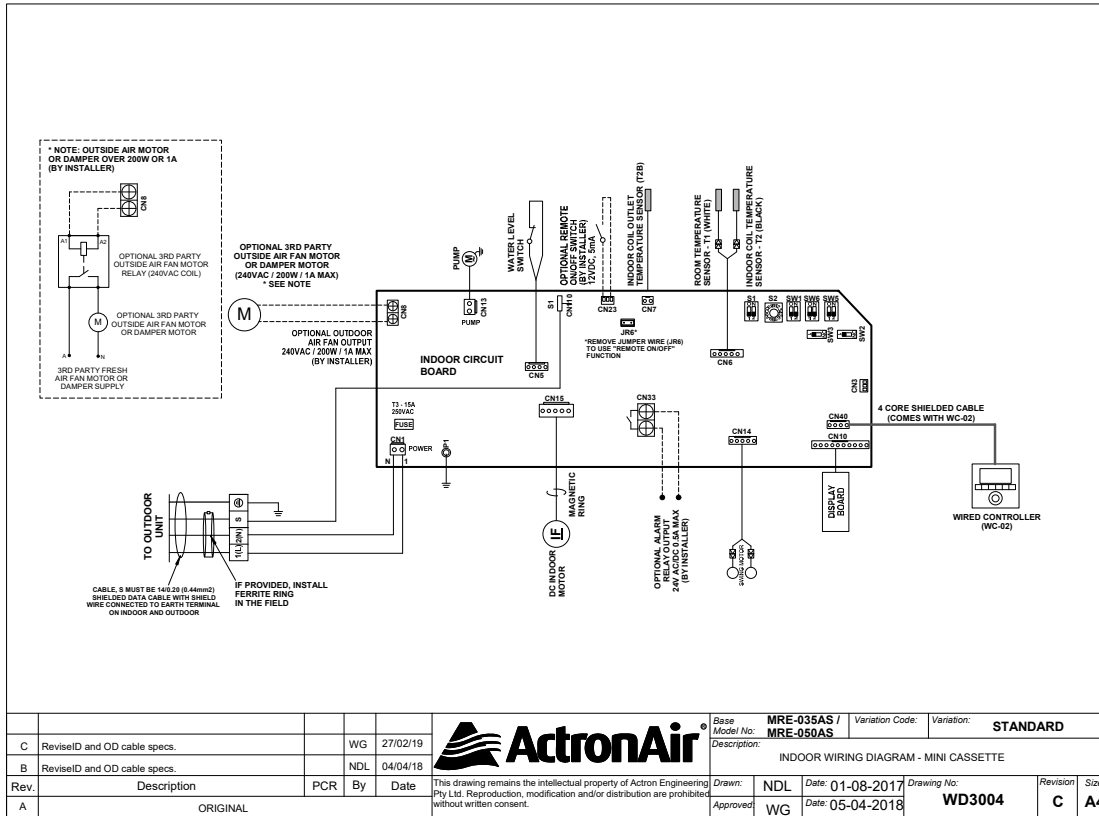 * NOTE: OUTSIDE AIR MOTOR
OR DAMPER OVER 200W OR 1A
(BY INSTALLER)
CN8
A1
A2
OPTIONAL 3RD PARTY
OUTSIDE AIR FAN MOTOR
RELAY (240VAC COIL)
M
OPTIONAL 3RD PARTY
OUTSIDE AIR FAN MOTOR
OR DAMPER MOTOR
A
N
3RD PARTY FRESH
AIR FAN MOTOR OR
DAMPER SUPPLY
OPTIONAL 3RD PARTY
OUTSIDE AIR FAN MOTOR
OR DAMPER MOTOR
(240VAC / 200W / 1A MAX)
* SEE NOTE
M
OPTIONAL OUTDOOR
AIR FAN OUTPUT
240VAC / 200W / 1A MAX
(BY INSTALLER)
CN8
PUMP
M
CN13
PUMP
WATER LEVEL
SWITCH
CN5
S1
CN110
OPTIONAL REMOTE
ON/OFF SWITCH
(BY INSTALLER)
12VDC, 5mA
CN23
INDOOR COIL OUTLET
TEMPERATURE SENSOR (T2B)
CN7
JR6*
*REMOVE JUMPER WIRE (JR6)
TO USE "REMOTE ON/OFF"
FUNCTION
ROOM TEMPERATURE
SENSOR - T1 (WHITE)
INDOOR COIL TEMPERATURE
SENSOR - T2 (BLACK)
CN6
S1
S2
SW1
SW6
SW5
SW3
SW2
CN3
INDOOR CIRCUIT
BOARD
T3 - 15A
250VAC
FUSE
CN1
POWER
N
1
P1
CN15
MAGNETIC
RING
IF
DC INDOOR
MOTOR
CN33
OPTIONAL ALARM
RELAY OUTPUT
24V AC/DC 0.5A MAX
(BY INSTALLER)
CN14
SWING MOTOR
CN40
CN10
DISPLAY
BOARD
4 CORE SHIELDED CABLE
(COMES WITH WC-02)
WIRED CONTROLLER
(WC-02)
TO OUTDOOR
UNIT
S
2(N)
1(L)
CABLE, S MUST BE 14/0.20 (0.44mm2)
SHIELDED DATA CABLE WITH SHIELD
WIRE CONNECTED TO EARTH TERMINAL
ON INDOOR AND OUTDOOR
IF PROVIDED, INSTALL
FERRITE RING
IN THE FIELD
C ReviseID and OD cable specs. WG 27/02/19
B ReviseID and OD cable specs. NDL 04/04/18
Rev. Description PCR By Date
A ORIGINAL
ActronAir®
This drawing remains the intellectual property of Actron Engineering
Pty Ltd. Reproduction, modification and/or distribution are prohibited
without written consent.
Base Model No: MRE-035AS / MRE-050AS
Variation Code:
Variation: STANDARD
Description:
INDOOR WIRING DIAGRAM - MINI CASSETTE
Drawn: NDL Date: 01-08-2017
Approved: WG Date: 05-04-2018
Drawing No: WD3004
Revision C
Size A4